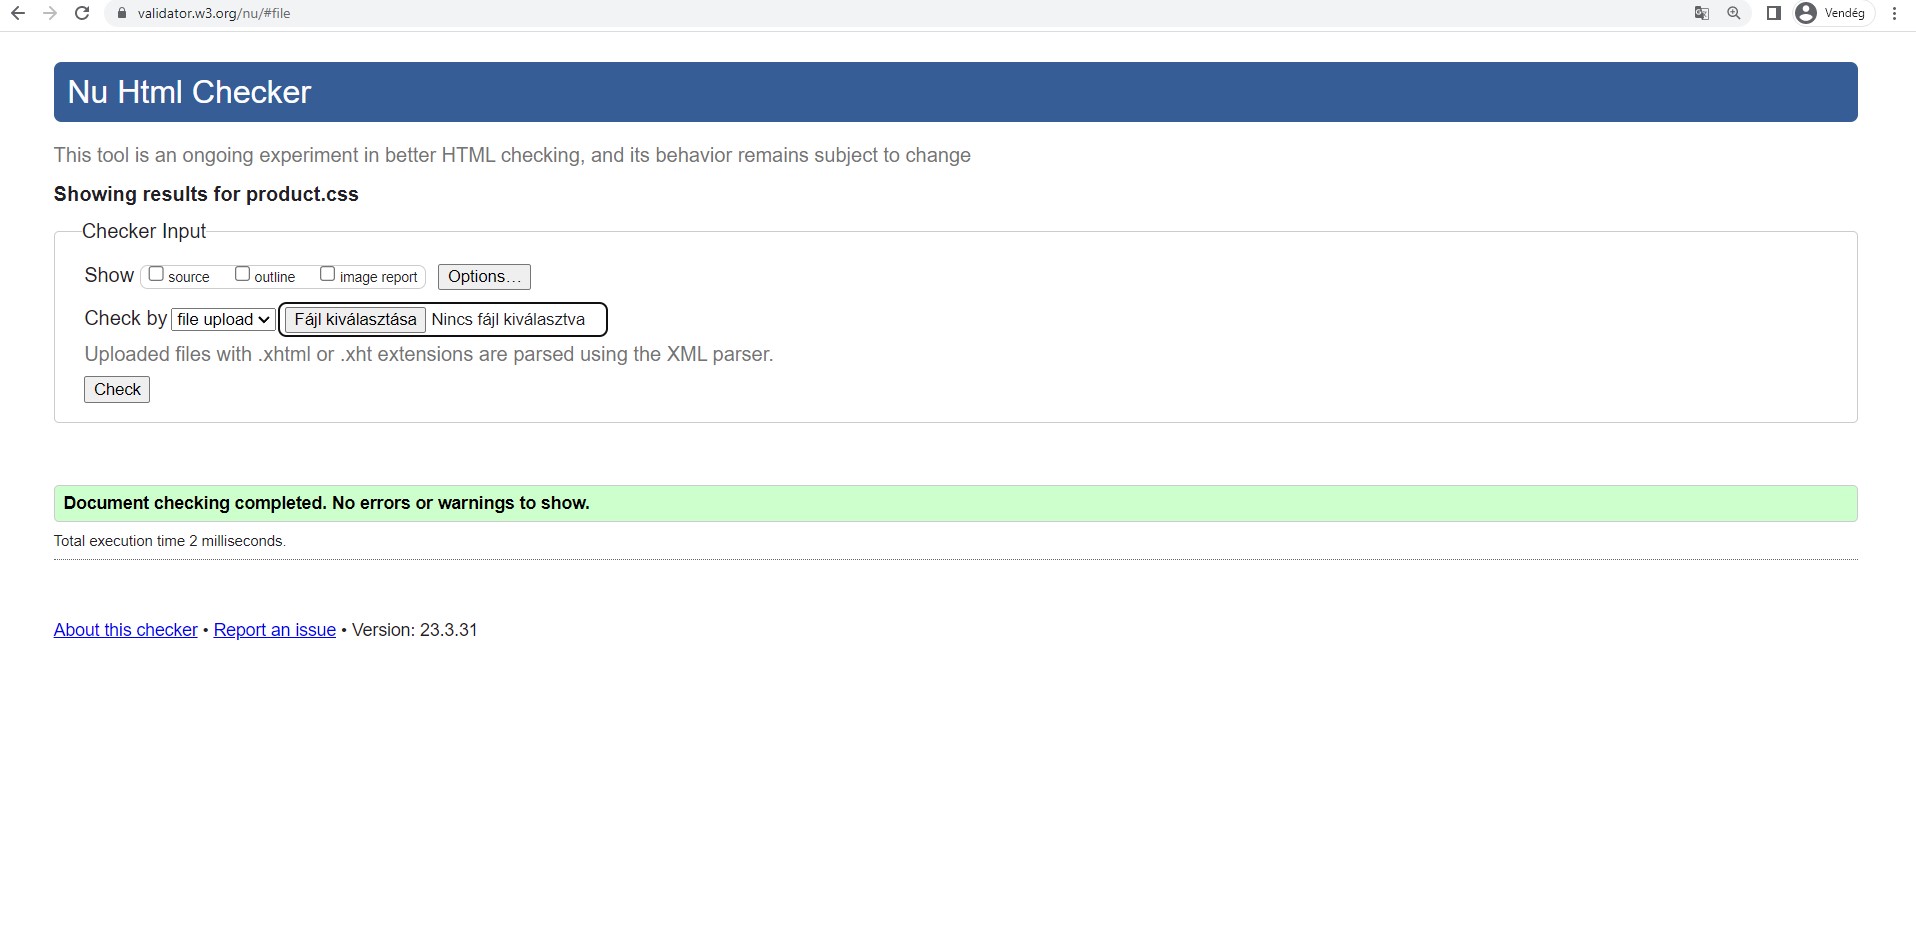 validator.w3.org/nu/#file
Vendég
Nu Html Checker
This tool is an ongoing experiment in better HTML checking, and its behavior remains subject to change
Showing results for product.css
Checker Input
Show source outline image report Options...
Check by file upload Fájl kiválasztása Nincs fájl kiválasztva
Uploaded files with .xhtml or .xht extensions are parsed using the XML parser.
Check
Document checking completed. No errors or warnings to show.
Total execution time 2 milliseconds.
About this checker • Report an issue • Version: 23.3.31